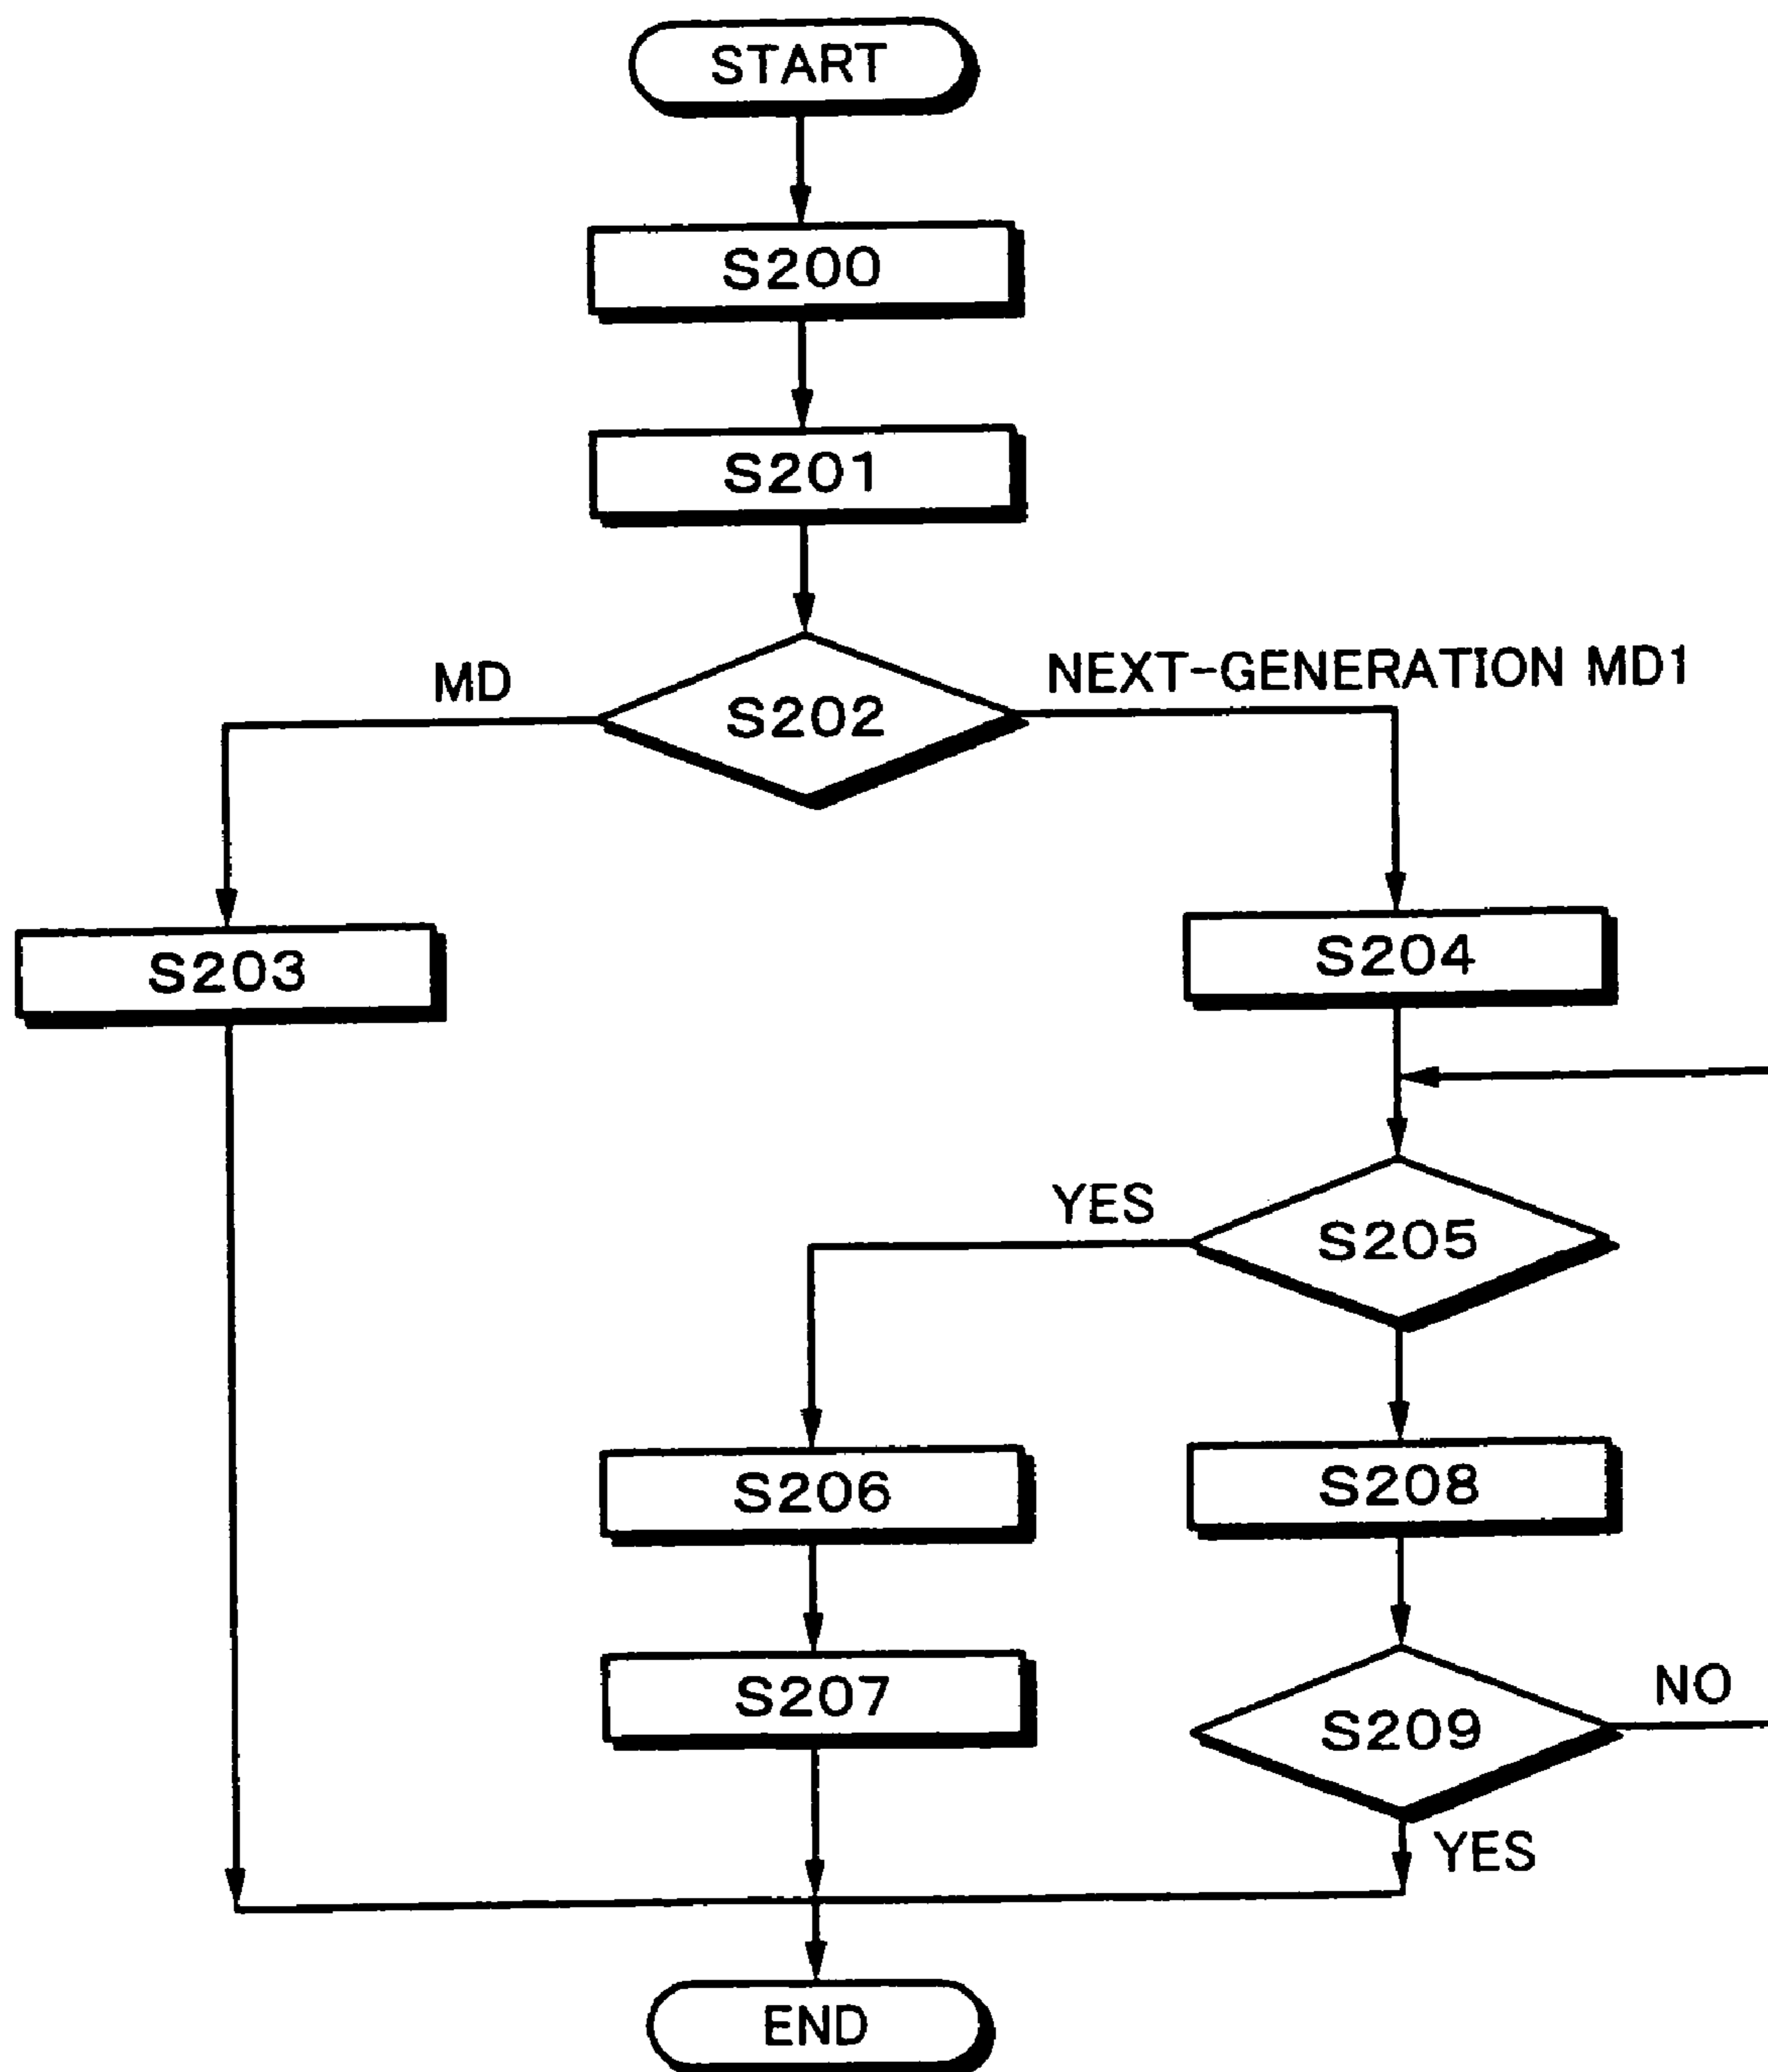 START
S200
S201
MD
NEXT-GENERATION MD1
S202
S203
S204
YES
S205
S206
S208
S207
NO
S209
YES
END